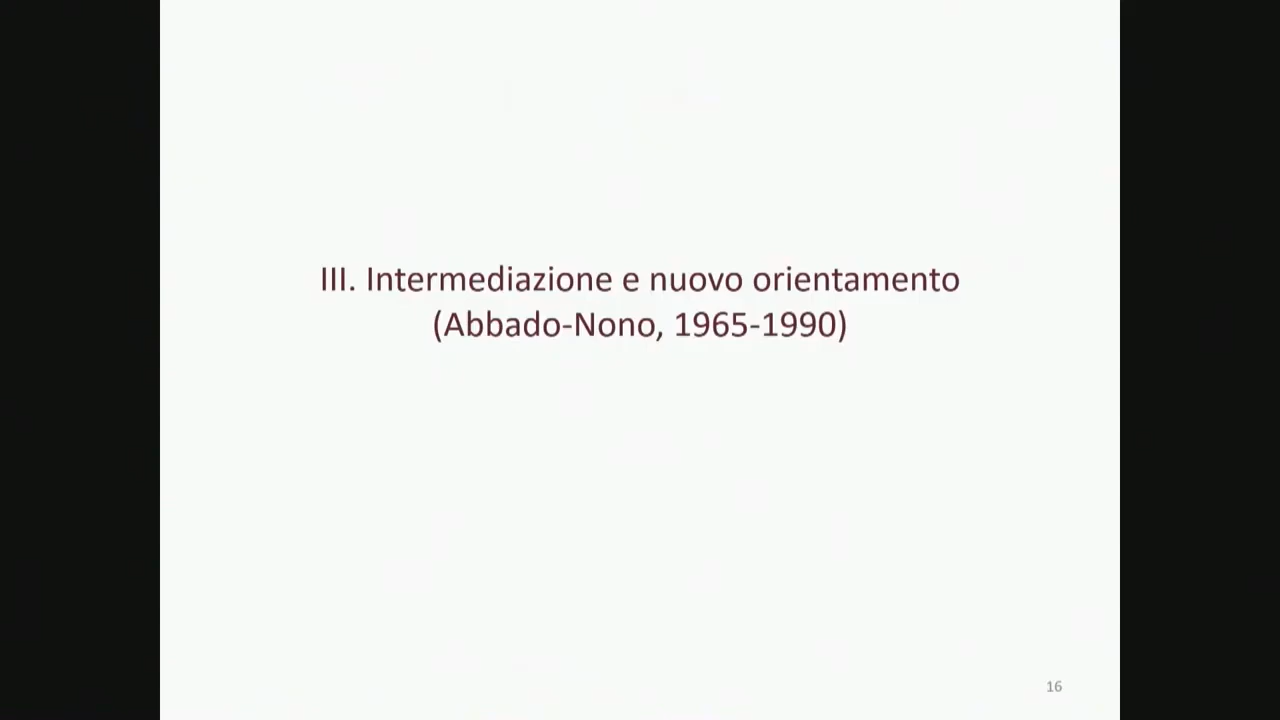 III. Intermediazione e nuovo orientamento
(Abbado-Nono, 1965-1990)
16